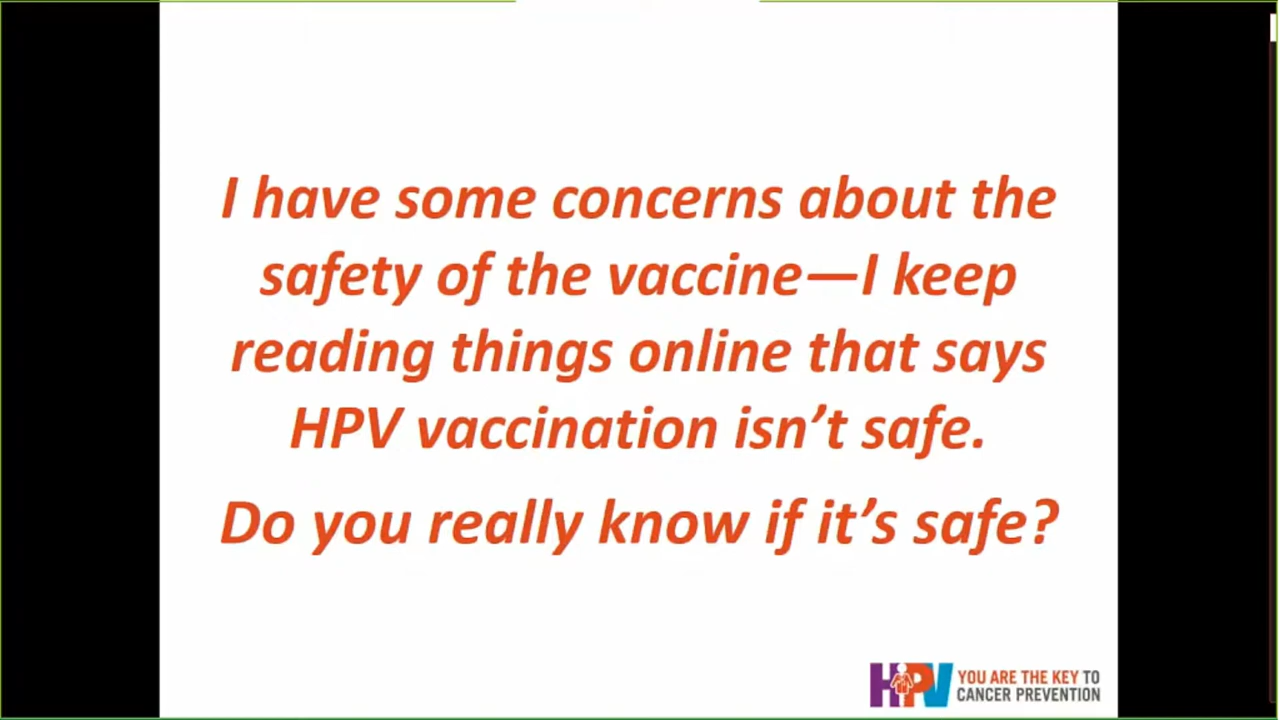 I have some concerns about the
safety of the vaccine—I keep
reading things online that says
HPV vaccination isn’t safe.
Do you really know if it’s safe?
HPV
YOU ARE THE KEY TO
CANCER PREVENTION